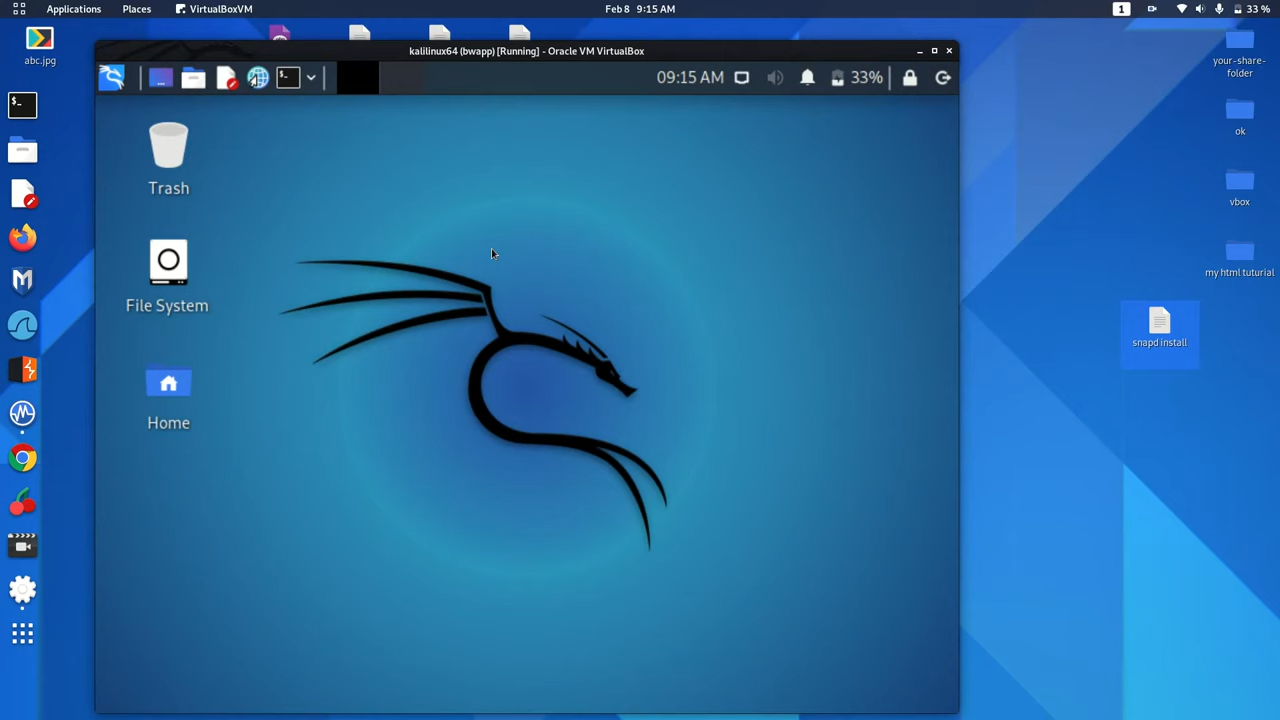 Applications
Places
VirtualBoxVM
Feb 8 9:15 AM
1
33 %
abc.jpg
kalilinux64 (bwapp) [Running] - Oracle VM VirtualBox
09:15 AM
33%
Trash
File System
Home
your-share-
folder
ok
vbox
my html tuturial
snapd install